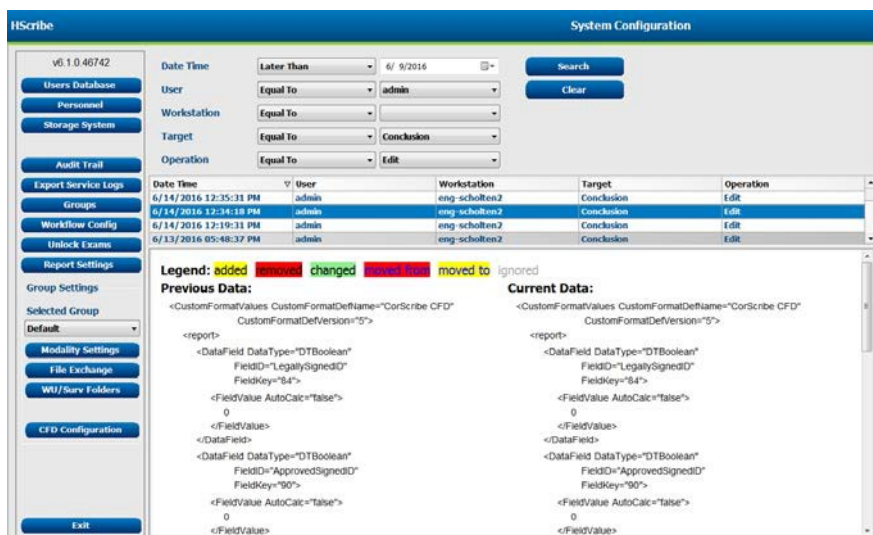 HScribe System Configuration
v6.1.0.46742
Users Database
Personnel
Storage System
Audit Trail
Export Service Logs
Groups
Workflow Config
Unlock Exams
Report Settings
Group Settings
Selected Group
Default
Modality Settings
File Exchange
WU/Surv Folders
CFD Configuration
Exit
Date Time Later Than 6/ 9/2016 Search
User Equal To admin Clear
Workstation Equal To
Target Equal To Conclusion
Operation Equal To Edit
Date Time User Workstation Target Operation
6/14/2016 12:35:31 PM admin eng-scholten2 Conclusion Edit
6/14/2016 12:34:18 PM admin eng-scholten2 Conclusion Edit
6/14/2016 12:19:31 PM admin eng-scholten2 Conclusion Edit
6/13/2016 05:48:37 PM admin eng-scholten2 Conclusion Edit
Legend: added removed changed moved from moved to ignored
Previous Data:
<CustomFormatValues CustomFormatDefName="CorScribe CFD"
CustomFormatDefVersion="5">
<report>
<DataField DataType="DTBoolean"
FieldID="LegallySignedID"
FieldKey="84">
<FieldValue AutoCalc="false">
0
</FieldValue>
</DataField>
<DataField DataType="DTBoolean"
FieldID="ApprovedSignedID"
FieldKey="90">
<FieldValue AutoCalc="false">
0
</FieldValue>
Current Data:
<CustomFormatValues CustomFormatDefName="CorScribe CFD"
CustomFormatDefVersion="5">
<report>
<DataField DataType="DTBoolean"
FieldID="LegallySignedID"
FieldKey="84">
<FieldValue AutoCalc="false">
0
</FieldValue>
</DataField>
<DataField DataType="DTBoolean"
FieldID="ApprovedSignedID"
FieldKey="90">
<FieldValue AutoCalc="false">
0
</FieldValue>